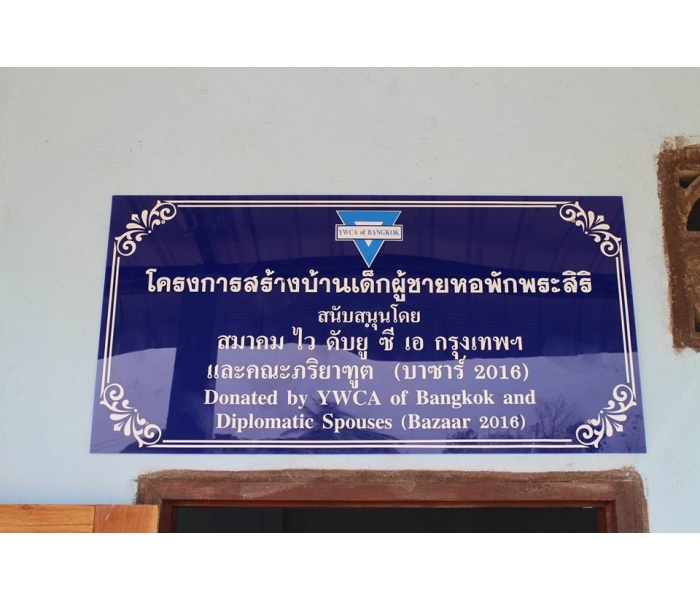 YWCA of BANGKOK
โครงการสร้างบ้านเด็กผู้ชายหอพักพระสิริ
สนับสนุนโดย
สมาคม ไว ดับยู ซี เอ กรุงเทพฯ
และคณะภริยาฑูต (บาซาร์ 2016)
Donated by YWCA of Bangkok and
Diplomatic Spouses (Bazaar 2016)